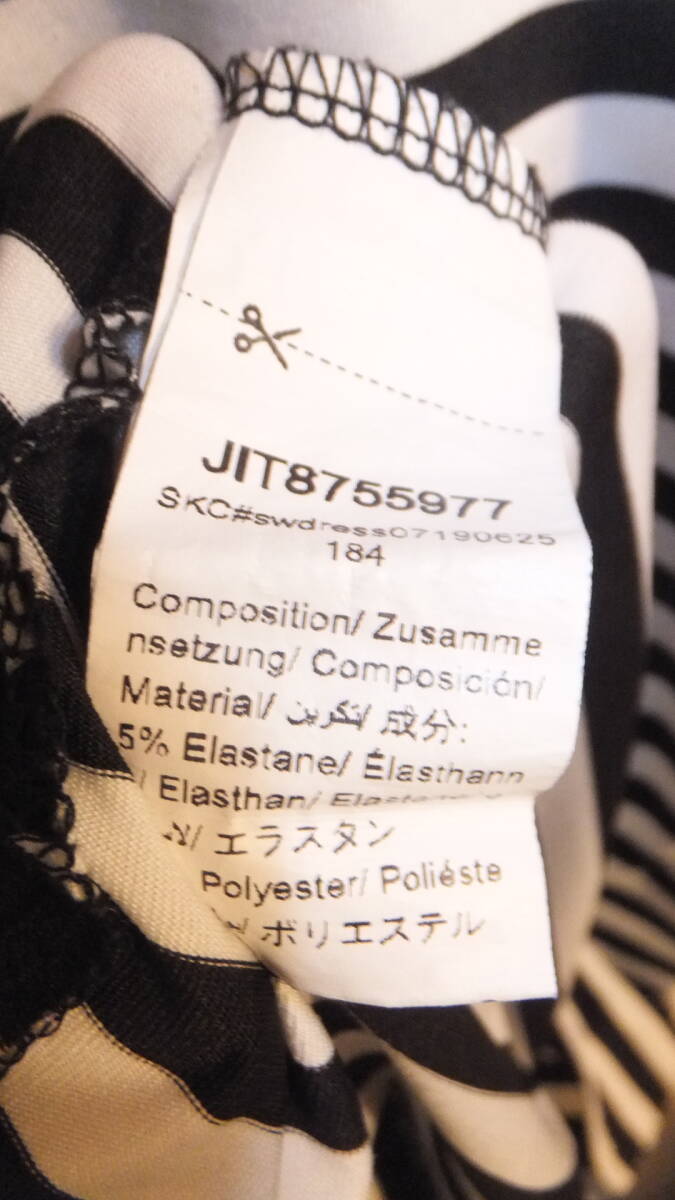 JIT8755977
SKC#swdress07190625
184
Composition/ Zusamme
nsetzung/ Composición/
Material/ تكوين/ 成分:
5% Elastane/ Élasthann
/ Elasthan/
/ エラスタン
Polyester/ Poliéste
/ ポリエステル